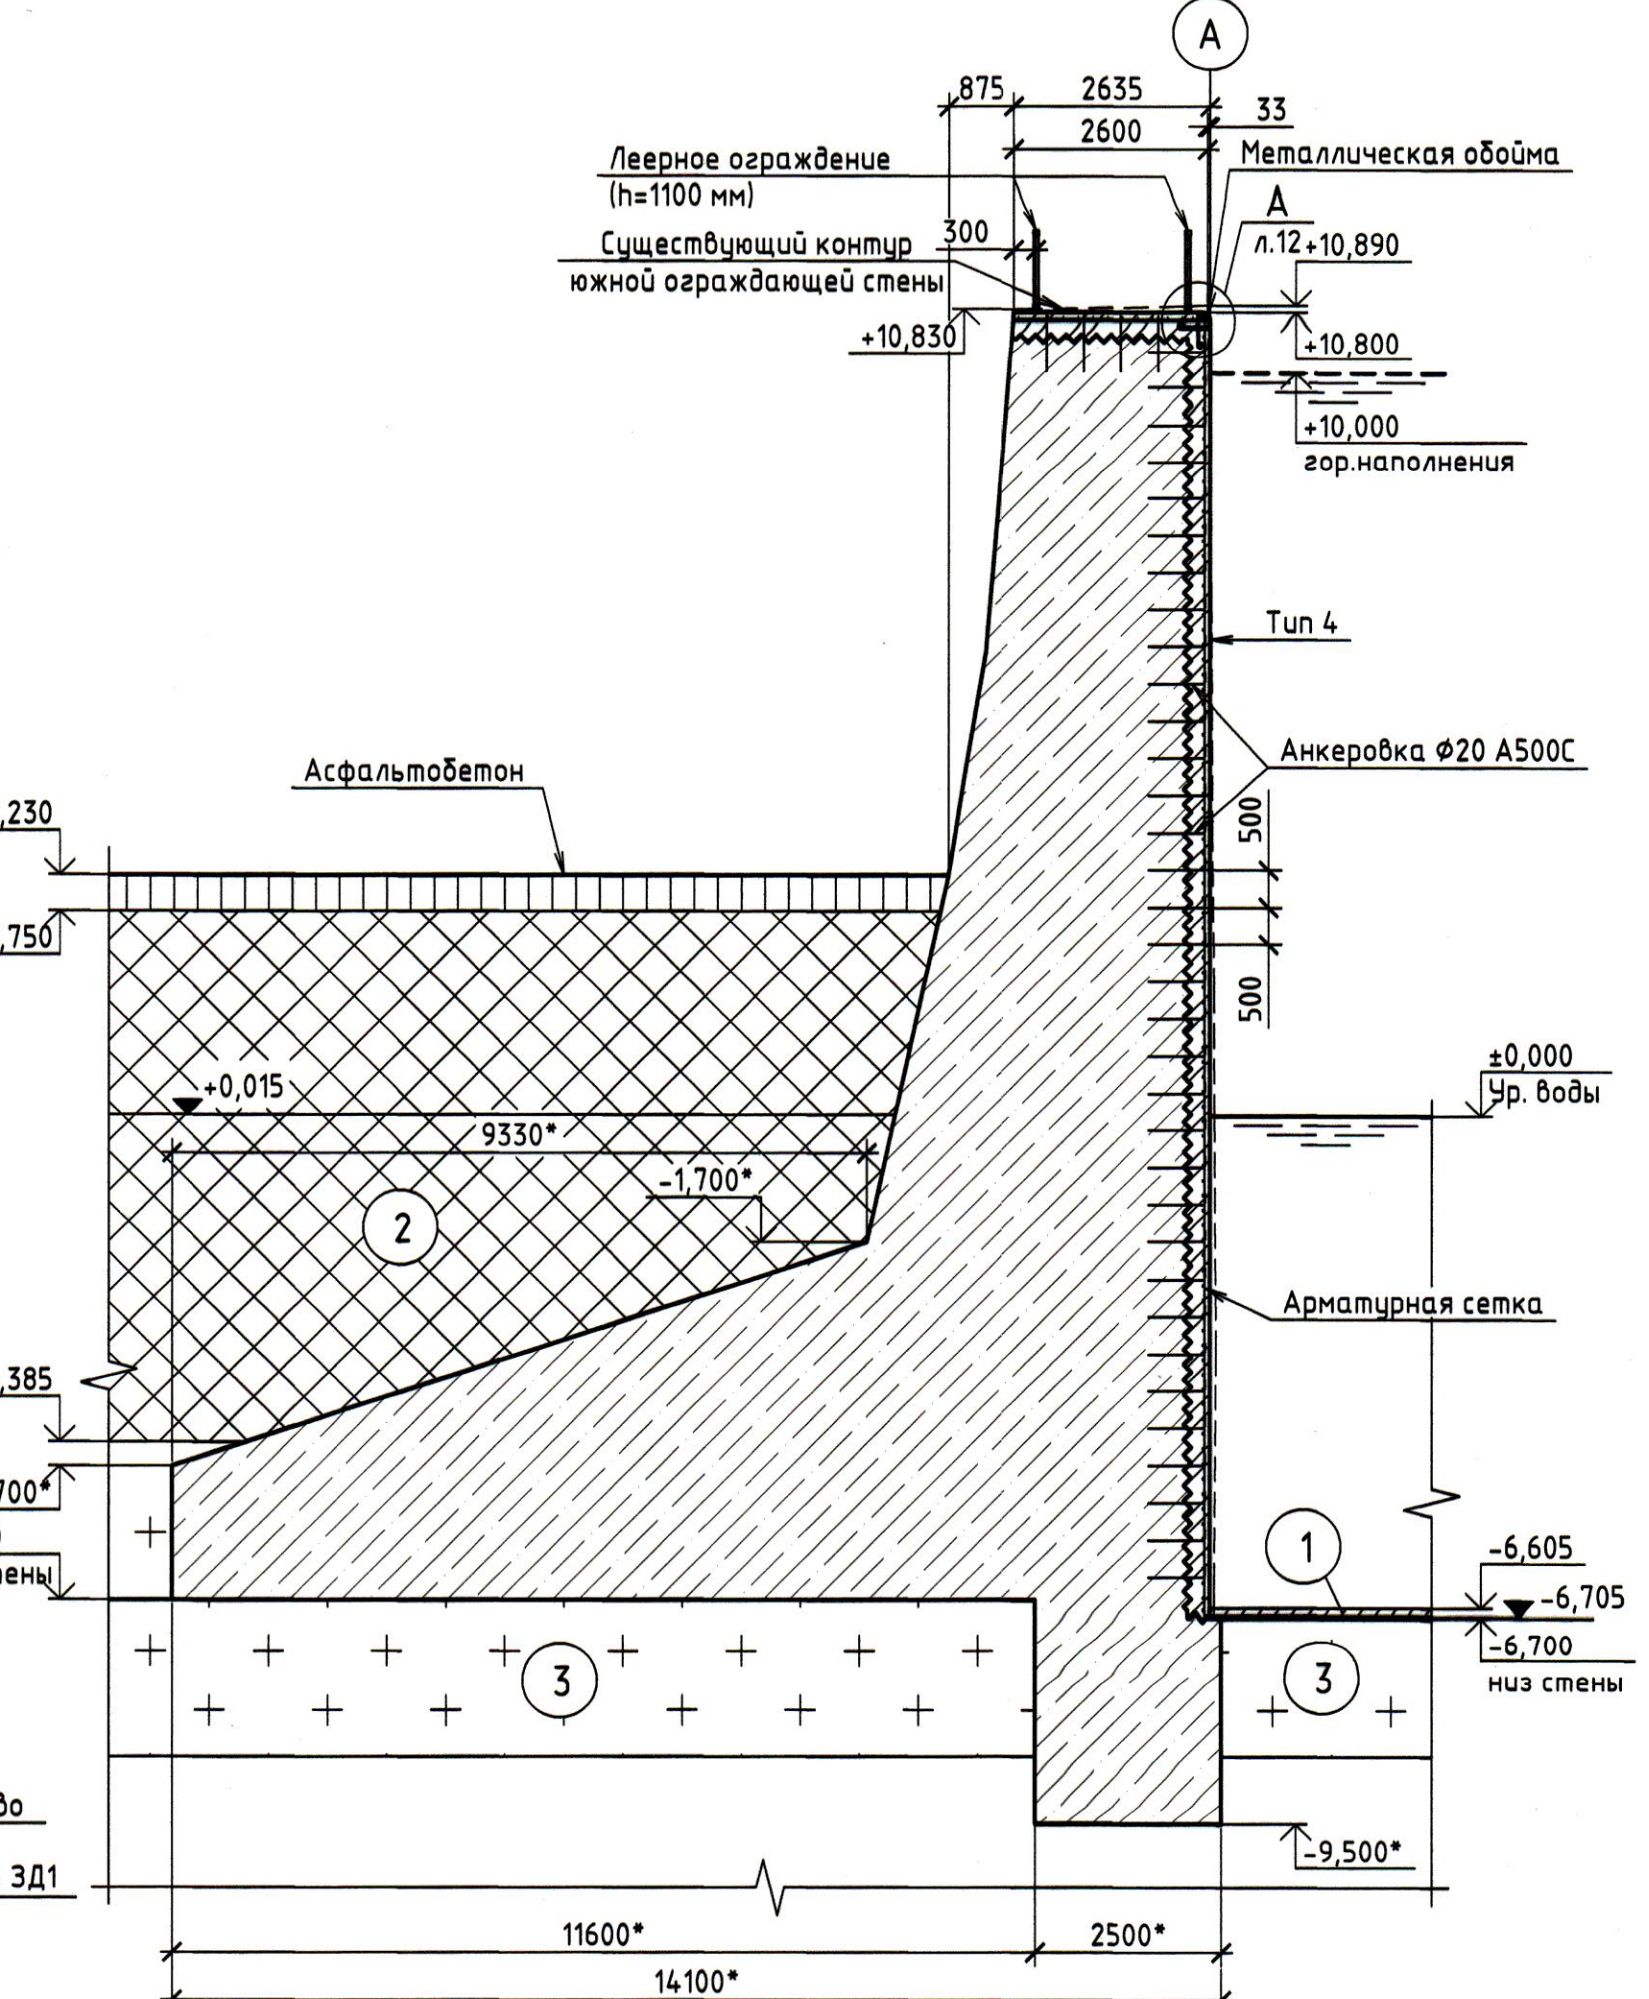 А
875
2635
33
2600
Леерное ограждение
(h=1100 мм)
Металлическая обойма
А
л.12
300
Существующий контур
южной ограждающей стены
+10,890
+10,830
+10,800
+10,000
гор.наполнения
Тип 4
Анкеровка Ø20 А500С
Асфальтобетон
,230
500
,750
500
±0,000
Ур. воды
+0,015
9330*
-1,700*
2
Арматурная сетка
,385
700*
1
-6,605
-6,705
-6,700
низ стены
3
3
-9,500*
ЗД1
11600*
2500*
14100*